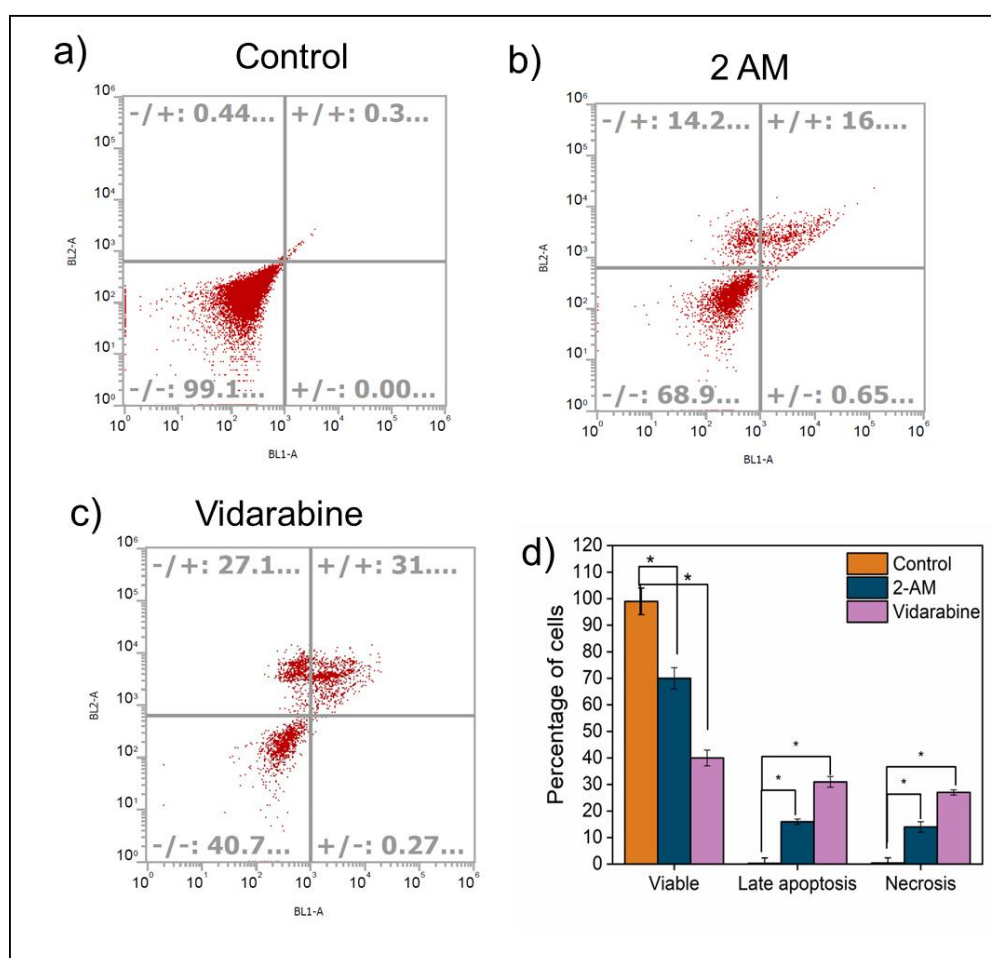 a)
Control
-/+: 0.44...
+/+: 0.3...
-/-: 99.1...
+/-: 0.00...
10⁶
10⁵
10⁴
10³
10²
10¹
10⁰
BL2-A
10⁰ 10¹ 10² 10³ 10⁴ 10⁵ 10⁶
BL1-A
b)
2 AM
-/+: 14.2...
+/+: 16....
-/-: 68.9...
+/-: 0.65...
10⁶
10⁵
10⁴
10³
10²
10¹
10⁰
BL2-A
10⁰ 10¹ 10² 10³ 10⁴ 10⁵ 10⁶
BL1-A
c)
Vidarabine
-/+: 27.1...
+/+: 31....
-/-: 40.7...
+/-: 0.27...
10⁶
10⁵
10⁴
10³
10²
10¹
10⁰
BL2-A
10⁰ 10¹ 10² 10³ 10⁴ 10⁵ 10⁶
BL1-A
d)
Percentage of cells
120
110
100
90
80
70
60
50
40
30
20
10
0
* *
* *
* *
Control
2-AM
Vidarabine
Viable Late apoptosis Necrosis